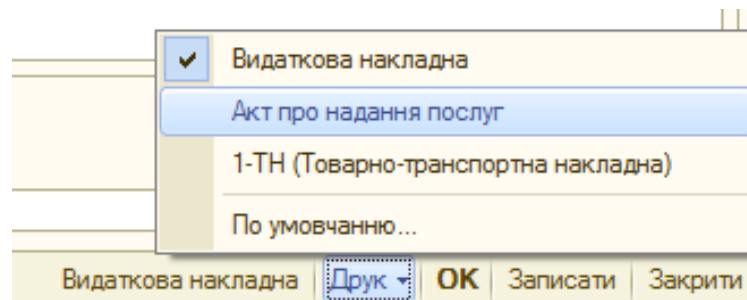 Видаткова накладна
Акт про надання послуг
1-ТН (Товарно-транспортна накладна)
По умовчанню...
Видаткова накладна Друк OK Записати Закрити